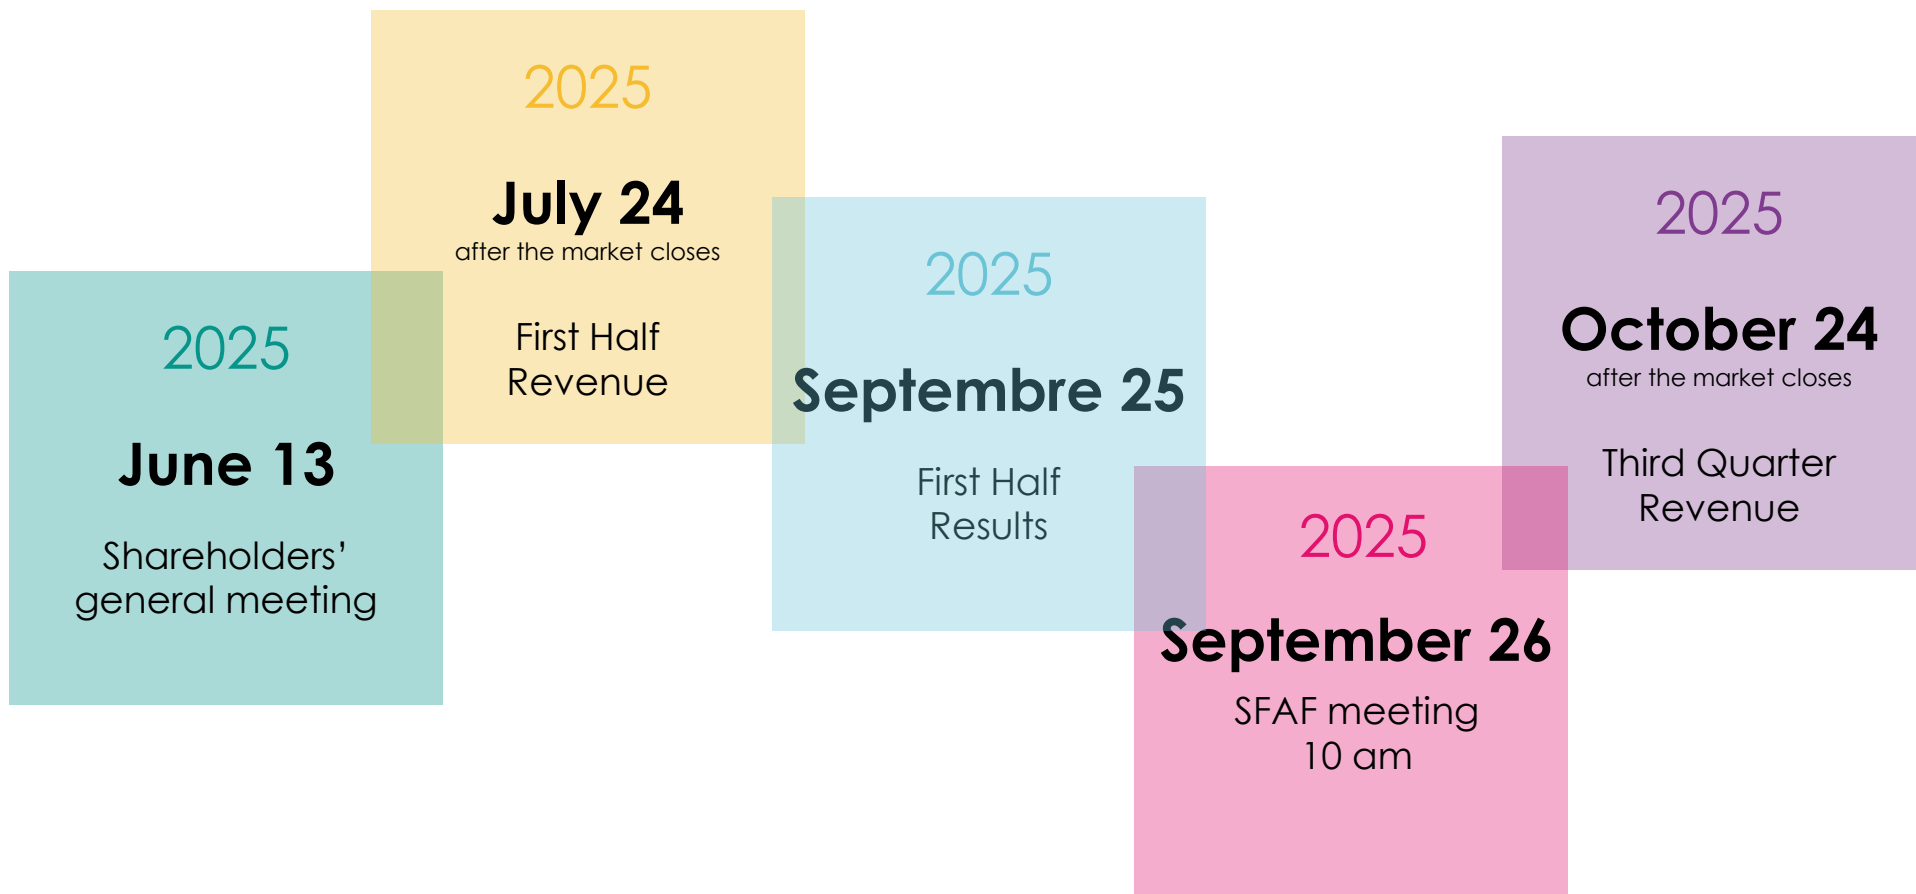 2025
June 13
Shareholders’
general meeting
2025
July 24
after the market closes
First Half
Revenue
2025
Septembre 25
First Half
Results
2025
September 26
SFAF meeting
10 am
2025
October 24
after the market closes
Third Quarter
Revenue